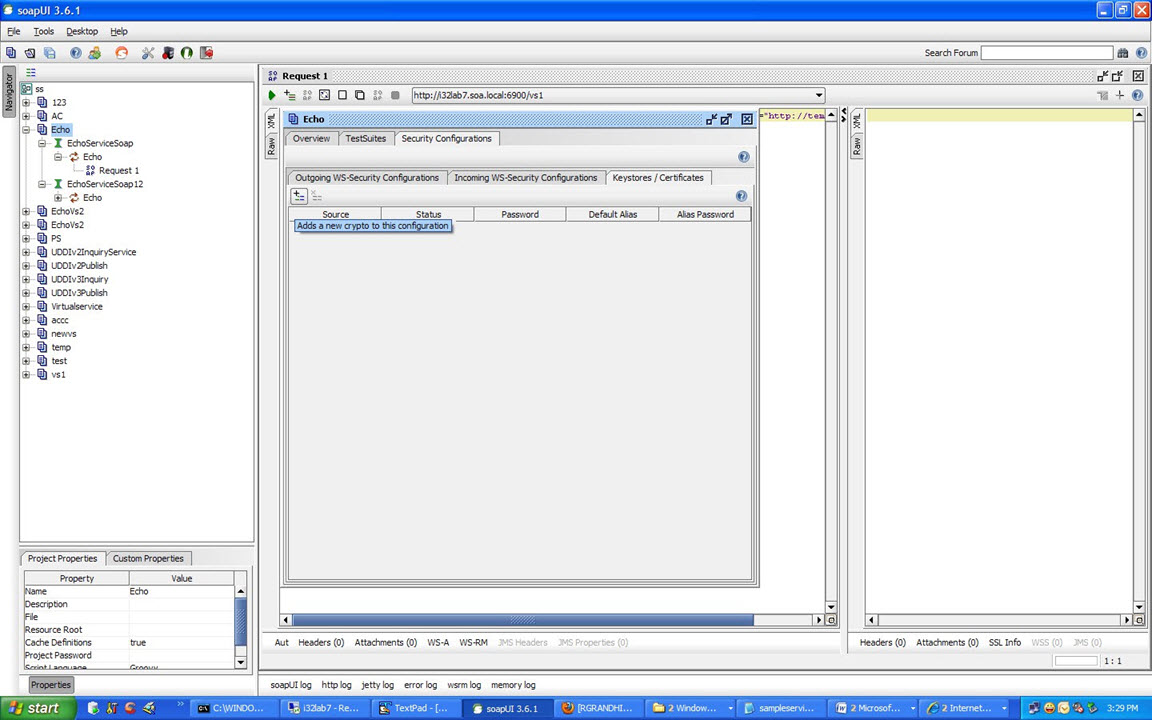 soapUI 3.6.1
File Tools Desktop Help
Search Forum
Navigator
ss
123
AC
Echo
EchoServiceSoap
Echo
Request 1
EchoServiceSoap12
Echo
EchoVs2
EchoVs2
PS
UDDIv2InquiryService
UDDIv2Publish
UDDIv3Inquiry
UDDIv3Publish
Virtualservice
accc
newvs
temp
test
vs1
Project Properties Custom Properties
Property Value
Name Echo
Description
File
Resource Root
Cache Definitions true
Project Password
Script Language Groovy
Properties
Request 1
http://i32lab7.soa.local:6900/vs1
XML
Raw
Echo
="http://tem
Overview TestSuites Security Configurations
Outgoing WS-Security Configurations Incoming WS-Security Configurations Keystores / Certificates
Source Status Password Default Alias Alias Password
Adds a new crypto to this configuration
XML
Raw
Aut Headers (0) Attachments (0) WS-A WS-RM JMS Headers JMS Properties (0)
Headers (0) Attachments (0) SSL Info WSS (0) JMS (0)
1 : 1
soapUI log http log jetty log error log wsrm log memory log
start C:\WINDO... i32lab7 - Re... TextPad - [... soapUI 3.6.1 [RGRANDHI... 2 Window... sampleservi... 2 Microsof... 2 Internet... 3:29 PM